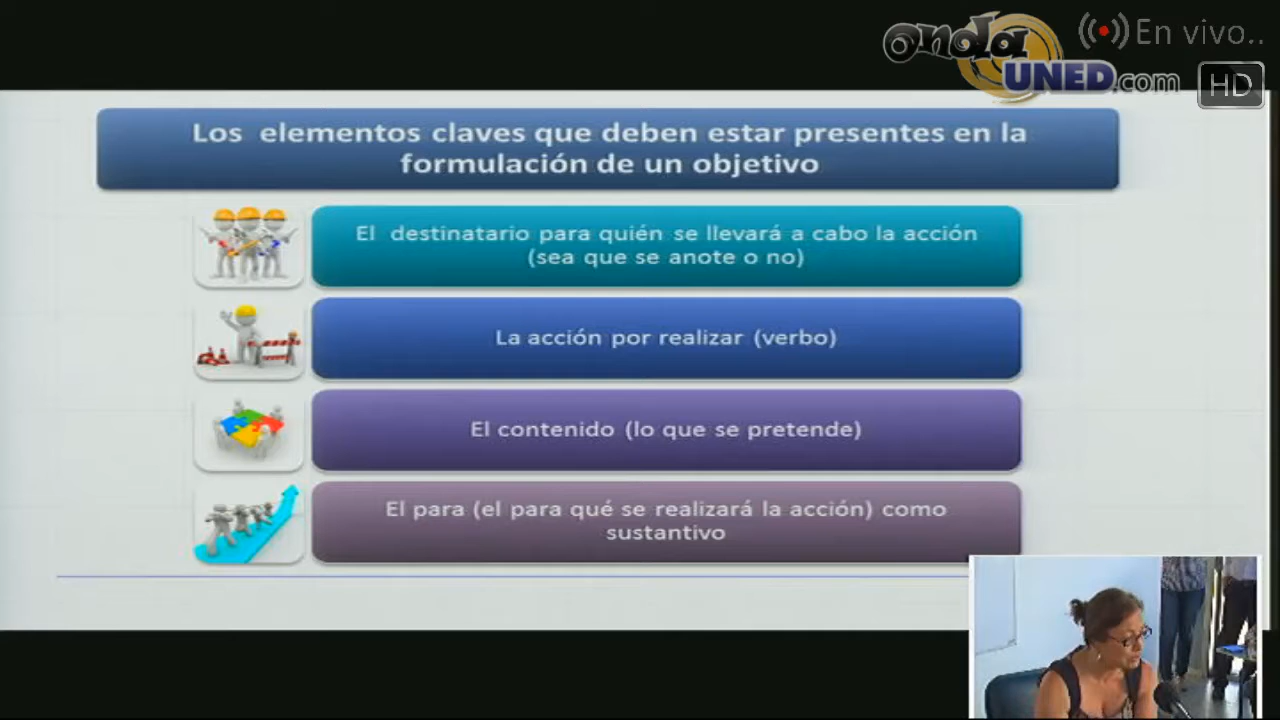 onda
UNED.com
En vivo..
HD
Los elementos claves que deben estar presentes en la
formulación de un objetivo
El destinatario para quién se llevará a cabo la acción
(sea que se anote o no)
La acción por realizar (verbo)
El contenido (lo que se pretende)
El para (el para qué se realizará la acción) como
sustantivo